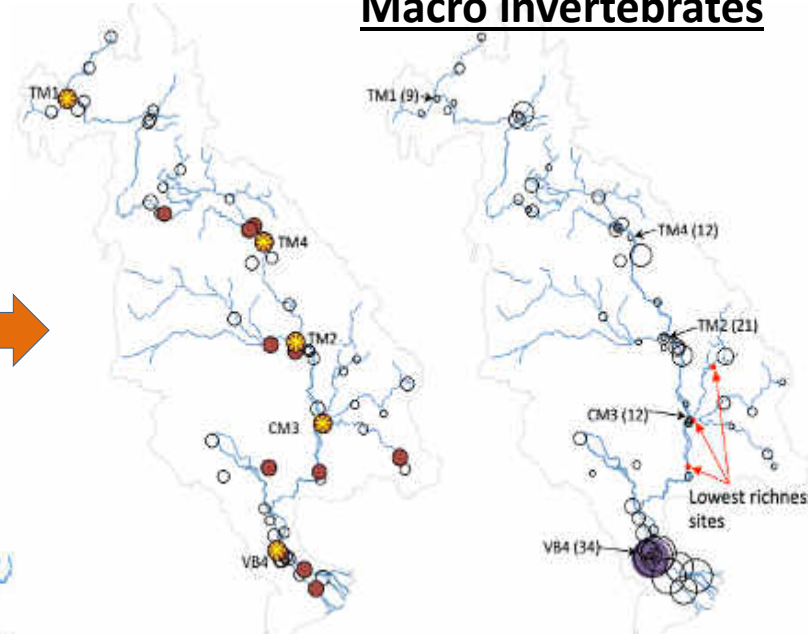 Macro Invertebrates
TM1
TM4
TM2
CM3
VB4
TM1 (9)
TM4 (12)
TM2 (21)
CM3 (12)
Lowest richnes
sites
VB4 (34)